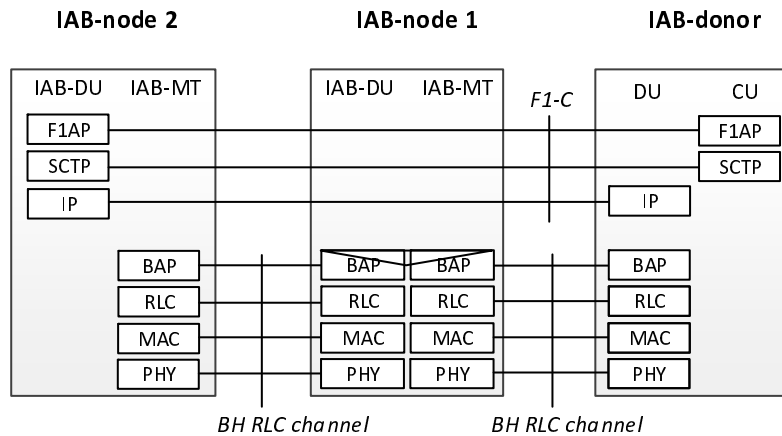 IAB-node 2 IAB-node 1 IAB-donor
IAB-DU IAB-MT IAB-DU IAB-MT F1-C DU CU
F1AP F1AP
SCTP SCTP
IP IP
BAP BAP BAP BAP
RLC RLC RLC RLC
MAC MAC MAC MAC
PHY PHY PHY PHY
BH RLC channel BH RLC channel